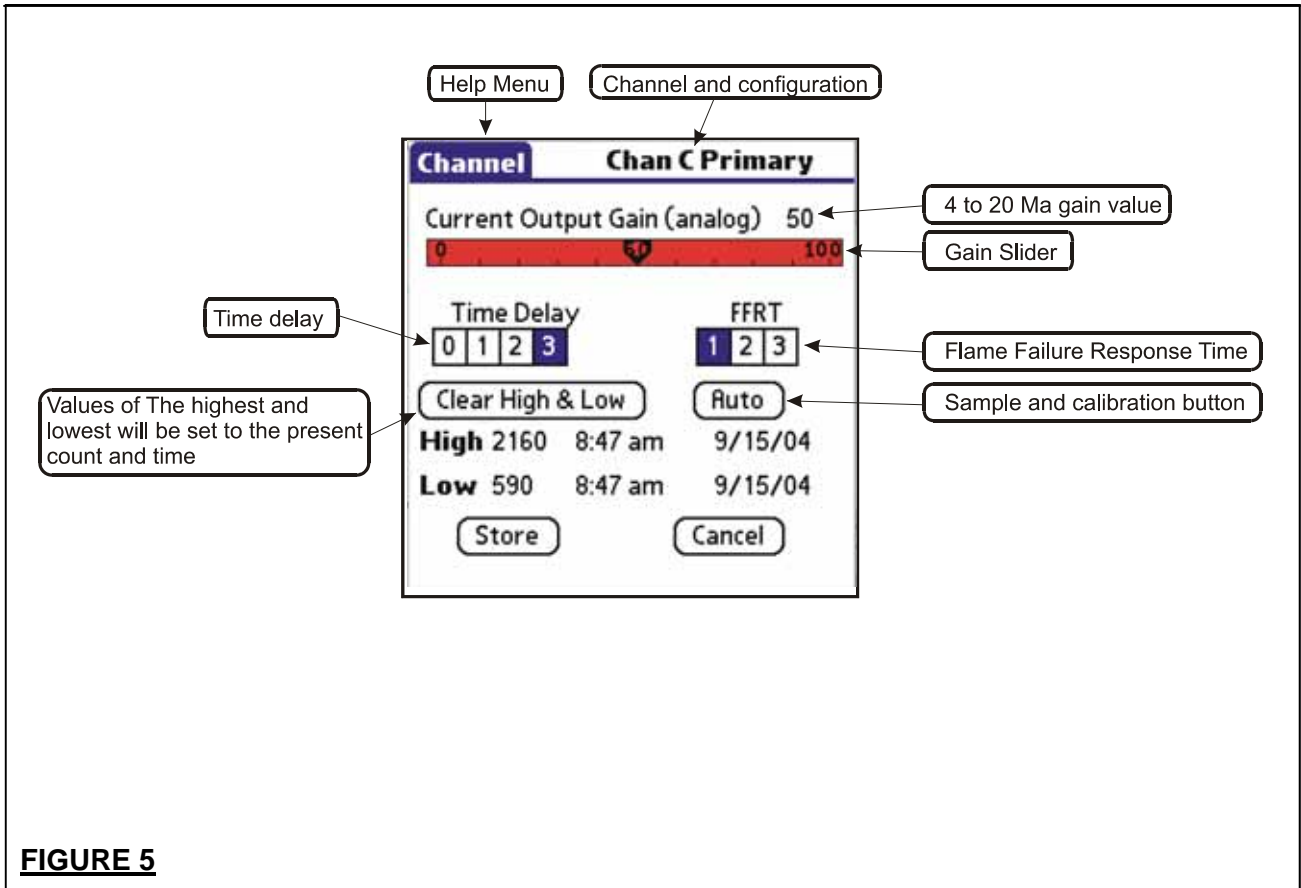 Help Menu
Channel and configuration
Channel
Chan C Primary
Current Output Gain (analog) 50
4 to 20 Ma gain value
0 50 100
Gain Slider
Time Delay
FFRT
Time delay
0 1 2 3
1 2 3
Flame Failure Response Time
Clear High & Low
Auto
Sample and calibration button
Values of The highest and
lowest will be set to the present
count and time
High 2160 8:47 am 9/15/04
Low 590 8:47 am 9/15/04
Store
Cancel
FIGURE 5